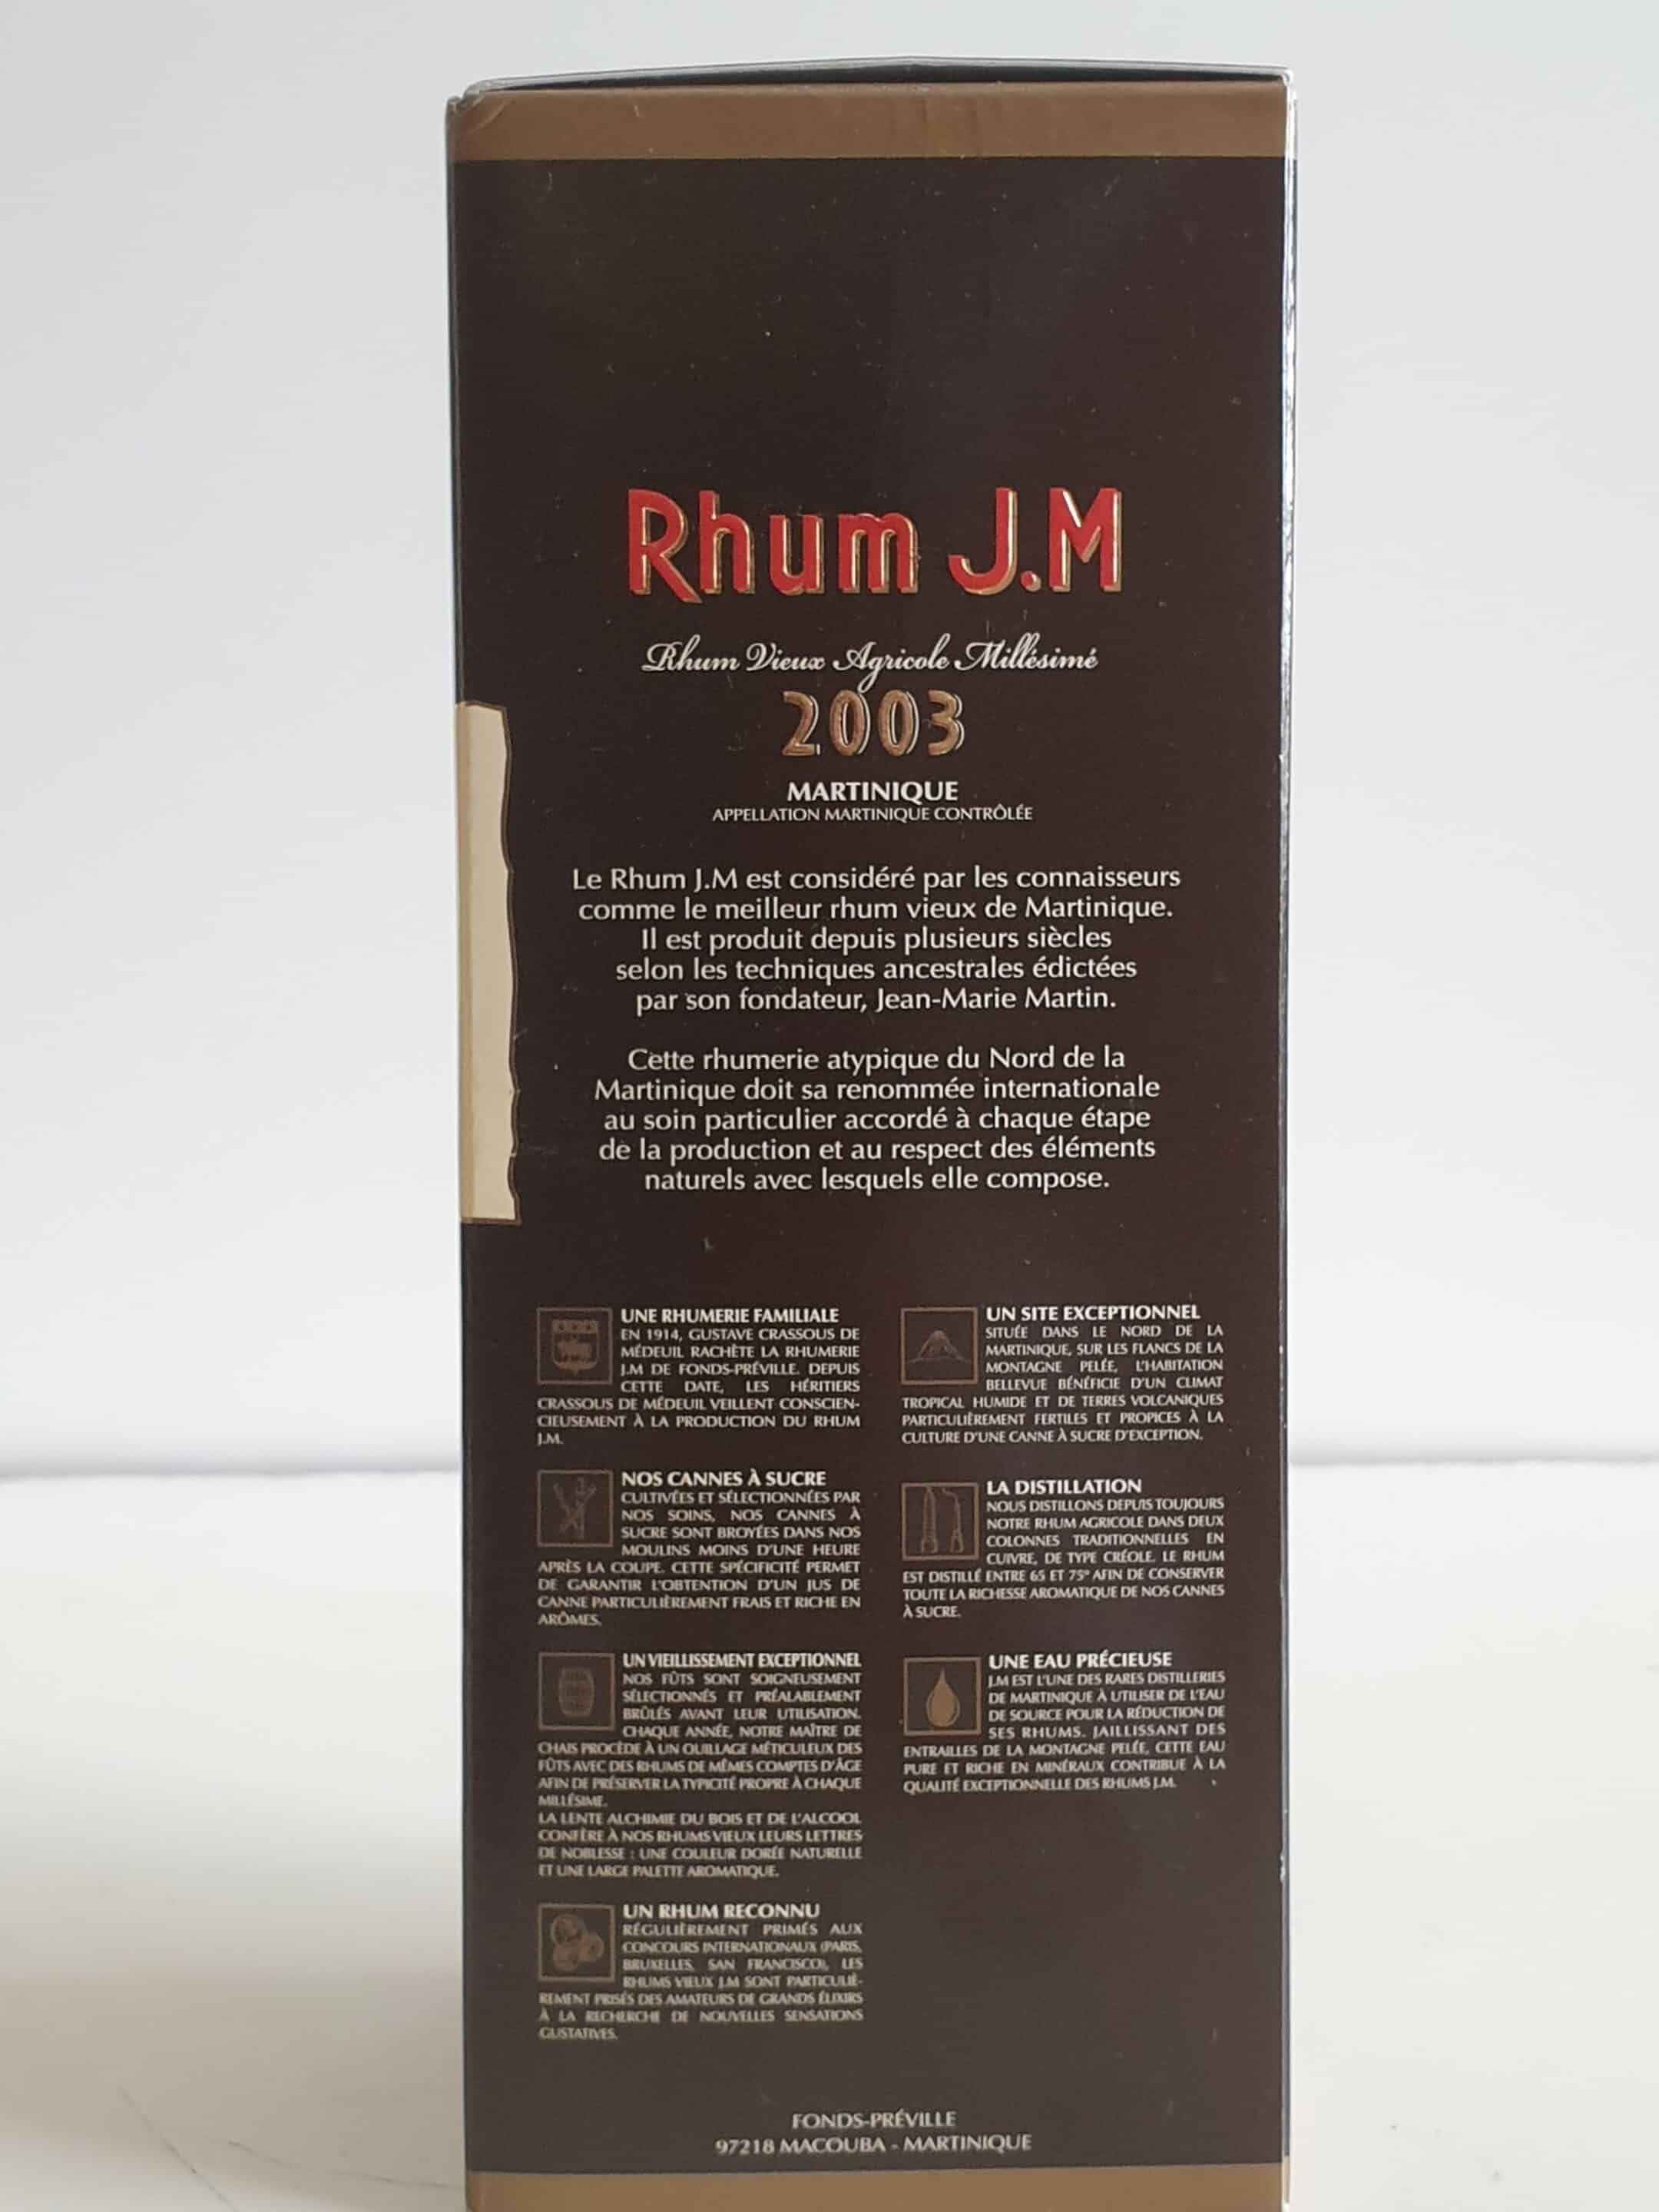 Rhum J.M
Rhum Vieux Agricole Millésimé
2003
MARTINIQUE
APPELLATION MARTINIQUE CONTRÔLÉE
Le Rhum J.M est considéré par les connaisseurs
comme le meilleur rhum vieux de Martinique.
Il est produit depuis plusieurs siècles
selon les techniques ancestrales édictées
par son fondateur, Jean-Marie Martin.
Cette rhumerie atypique du Nord de la
Martinique doit sa renommée internationale
au soin particulier accordé à chaque étape
de la production et au respect des éléments
naturels avec lesquels elle compose.
UNE RHUMERIE FAMILIALE
EN 1914, GUSTAVE CRASSOUS DE
MÉDEUIL RACHÈTE LA RHUMERIE
J.M DE FONDS-PRÉVILLE. DEPUIS
CETTE DATE, LES HÉRITIERS
CRASSOUS DE MÉDEUIL VEILLENT CONSCIEN-
CIEUSEMENT À LA PRODUCTION DU RHUM
J.M.
NOS CANNES À SUCRE
CULTIVÉES ET SÉLECTIONNÉES PAR
NOS SOINS, NOS CANNES À
SUCRE SONT BROYÉES DANS NOS
MOULINS MOINS D'UNE HEURE
APRÈS LA COUPE. CETTE SPÉCIFICITÉ PERMET
DE GARANTIR L'OBTENTION D'UN JUS DE
CANNE PARTICULIÈREMENT FRAIS ET RICHE EN
ARÔMES.
UN VIEILLISSEMENT EXCEPTIONNEL
NOS FÛTS SONT SOIGNEUSEMENT
SÉLECTIONNÉS ET PRÉALABLEMENT
BRÛLÉS AVANT LEUR UTILISATION.
CHAQUE ANNÉE, NOTRE MAÎTRE DE
CHAIS PROCÈDE À UN OUILLAGE MÉTICULEUX DES
FÛTS AVEC DES RHUMS DE MÊMES COMPTES D'ÂGE
AFIN DE PRÉSERVER LA TYPICITÉ PROPRE À CHAQUE
MILLÉSIME.
LA LENTE ALCHIMIE DU BOIS ET DE L'ALCOOL
CONFÈRE À NOS RHUMS VIEUX LEURS LETTRES
DE NOBLESSE : UNE COULEUR DORÉE NATURELLE
ET UNE LARGE PALETTE AROMATIQUE.
UN RHUM RECONNU
RÉGULIÈREMENT PRIMÉS AUX
CONCOURS INTERNATIONAUX (PARIS,
BRUXELLES, SAN FRANCISCO), LES
RHUMS VIEUX J.M SONT PARTICULIÈ-
REMENT PRISÉS DES AMATEURS DE GRANDS ÉLIXIRS
À LA RECHERCHE DE NOUVELLES SENSATIONS
GUSTATIVES.
UN SITE EXCEPTIONNEL
SITUÉE DANS LE NORD DE LA
MARTINIQUE, SUR LES FLANCS DE LA
MONTAGNE PELÉE, L'HABITATION
BELLEVUE BÉNÉFICIE D'UN CLIMAT
TROPICAL HUMIDE ET DE TERRES VOLCANIQUES
PARTICULIÈREMENT FERTILES ET PROPICES À LA
CULTURE D'UNE CANNE À SUCRE D'EXCEPTION.
LA DISTILLATION
NOUS DISTILLONS DEPUIS TOUJOURS
NOTRE RHUM AGRICOLE DANS DEUX
COLONNES TRADITIONNELLES EN
CUIVRE, DE TYPE CRÉOLE. LE RHUM
EST DISTILLÉ ENTRE 65 ET 75° AFIN DE CONSERVER
TOUTE LA RICHESSE AROMATIQUE DE NOS CANNES
À SUCRE.
UNE EAU PRÉCIEUSE
J.M EST L'UNE DES RARES DISTILLERIES
DE MARTINIQUE À UTILISER DE L'EAU
DE SOURCE POUR LA RÉDUCTION DE
SES RHUMS. JAILLISSANT DES
ENTRAILLES DE LA MONTAGNE PELÉE, CETTE EAU
PURE ET RICHE EN MINÉRAUX CONTRIBUE À LA
QUALITÉ EXCEPTIONNELLE DES RHUMS J.M.
FONDS-PRÉVILLE
97218 MACOUBA - MARTINIQUE